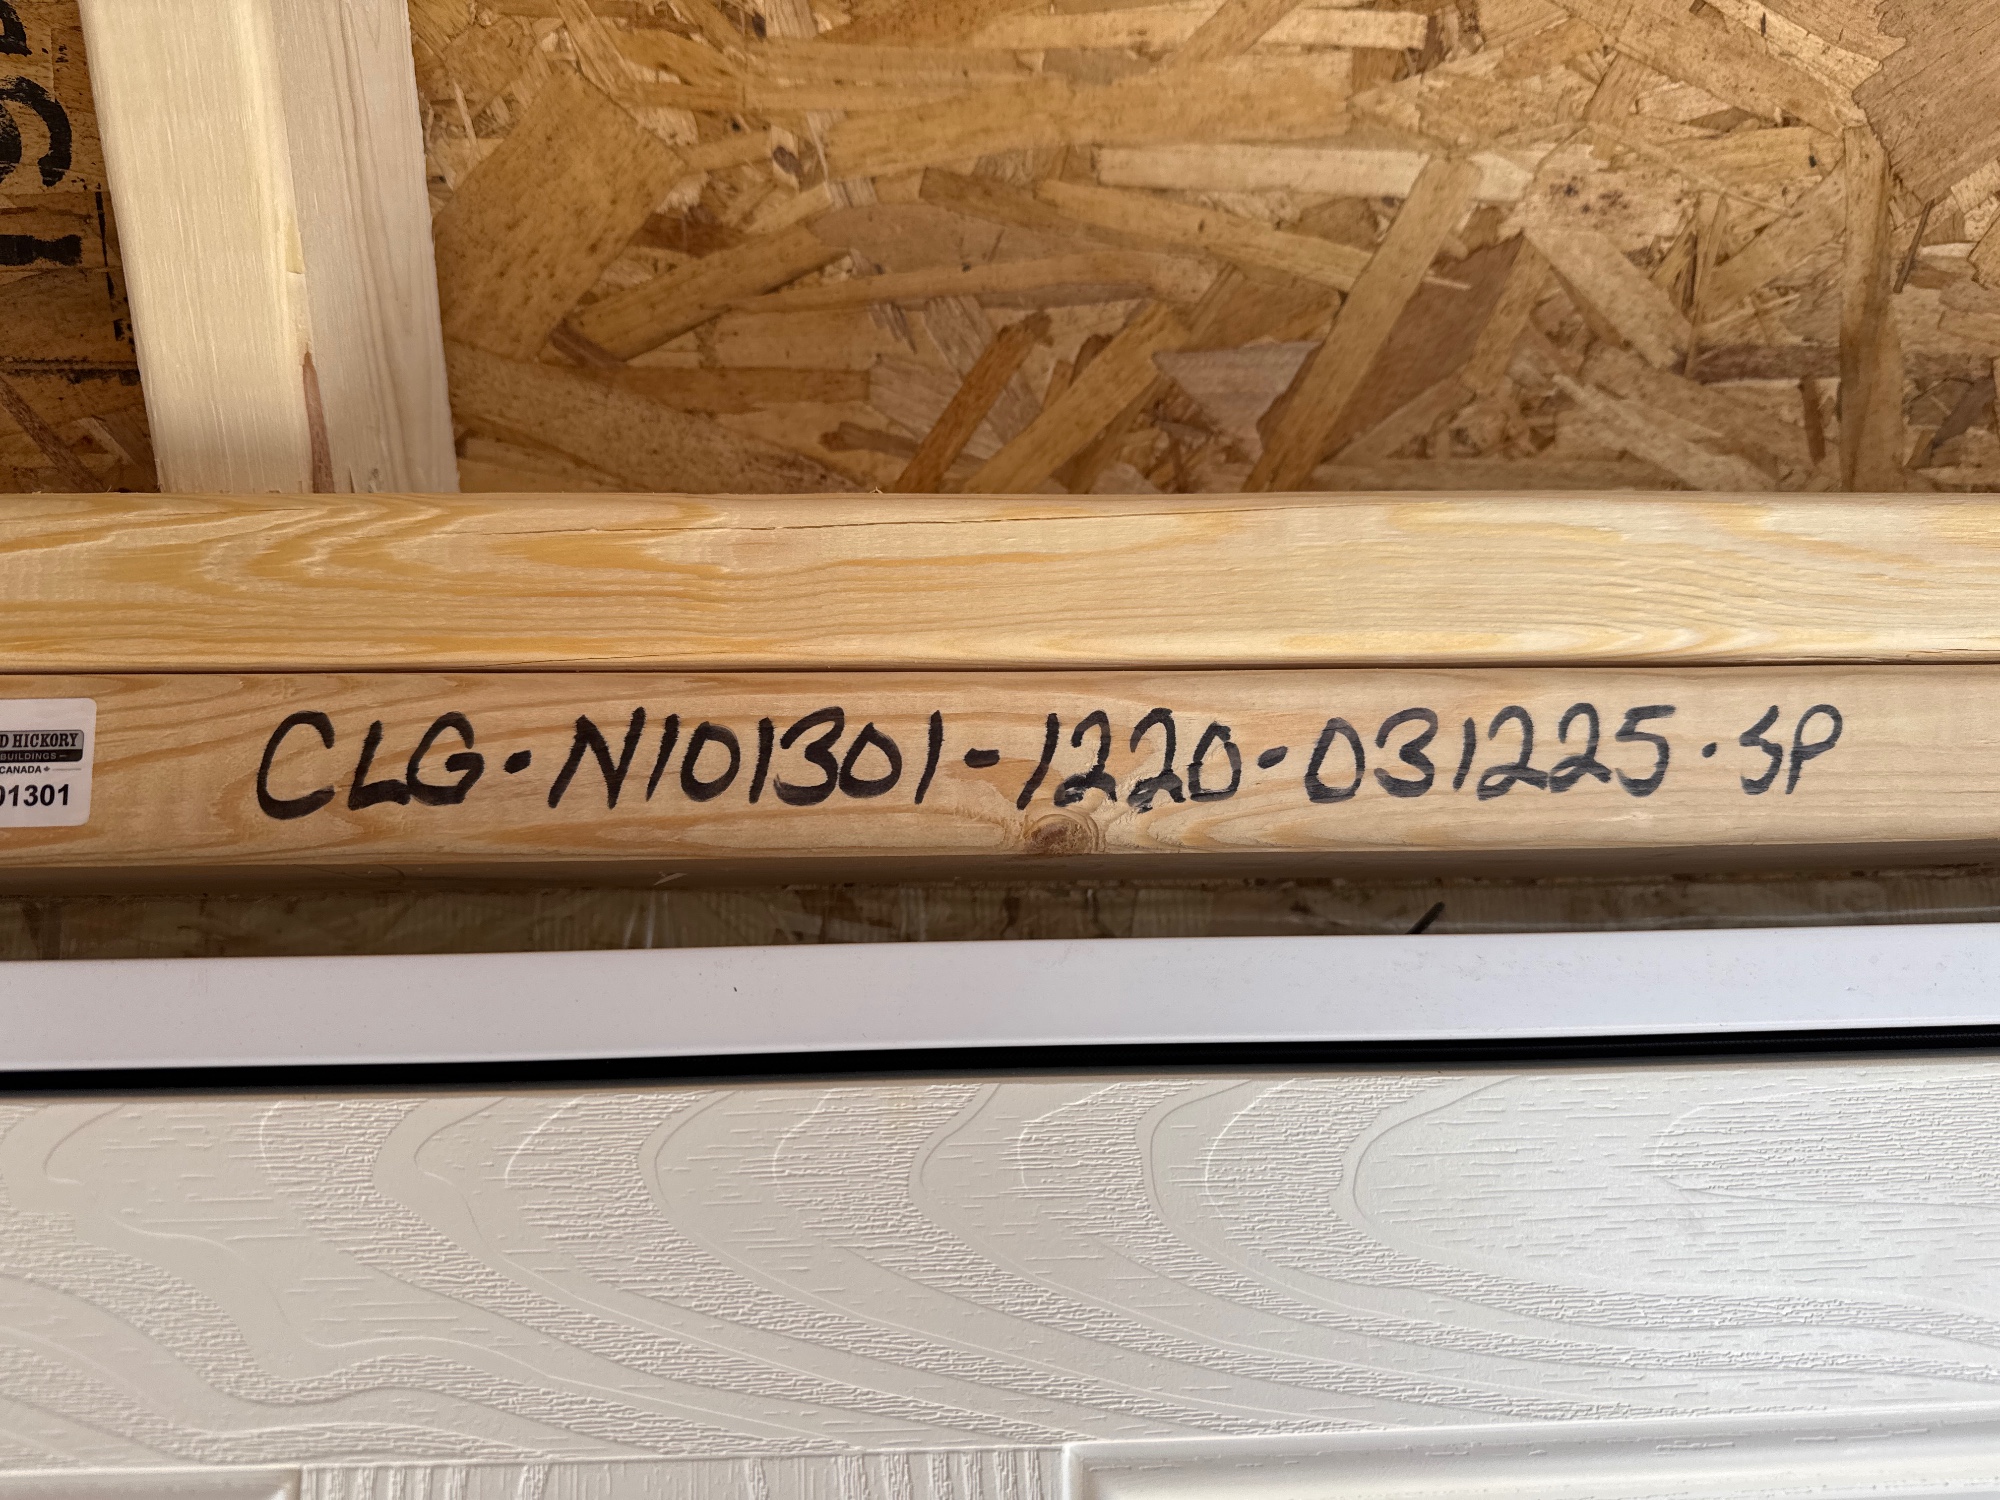 D HICKORY
BUILDINGS
CANADA
01301
CLG-N101301-1220-031225-SP